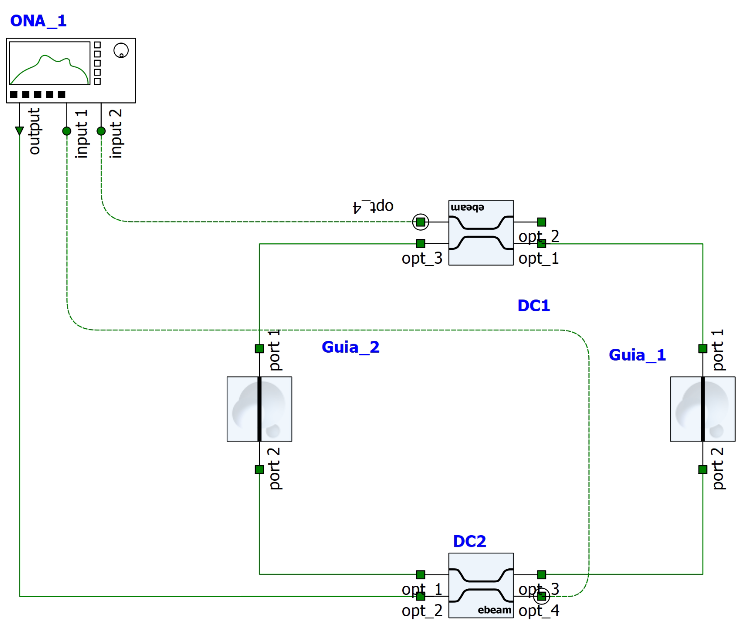 ONA_1
output
input 1
input 2
opt_4
ebeam
opt_2
opt_3
opt_1
DC1
port 1
Guia_2
Guia_1
port 1
port 2
port 2
DC2
opt_1
opt_3
opt_2
ebeam
opt_4